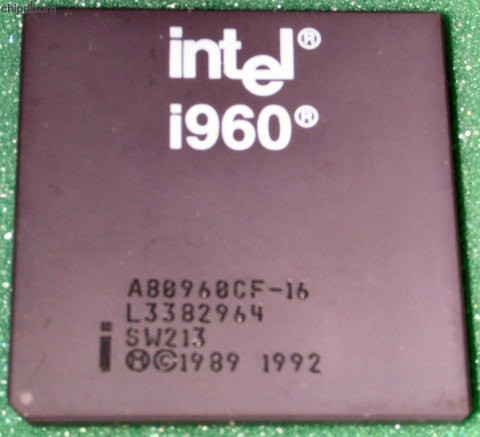 intel®
i960®
A80960CF-16
L3382964
SW213
i Ⓜ©1989 1992